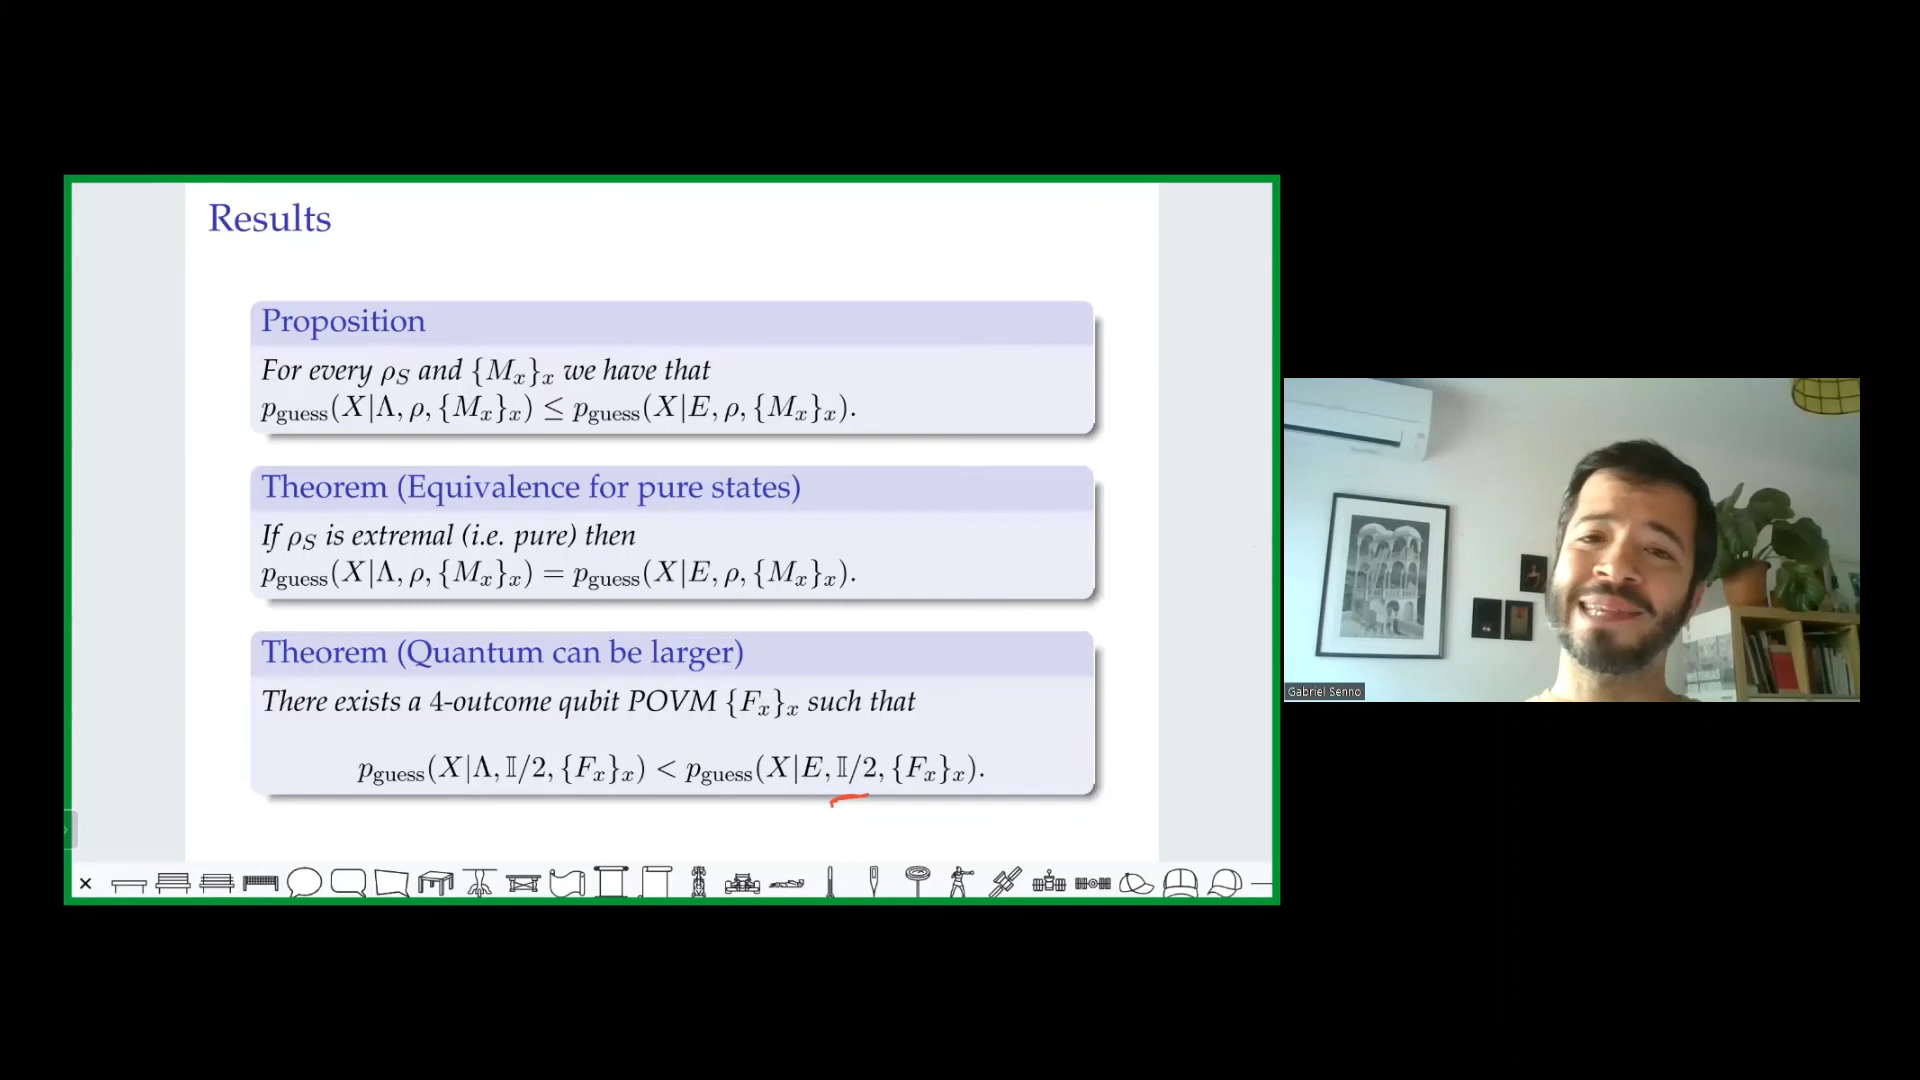 Results
Proposition
For every ρ_S and {M_x}_x we have that
p_guess(X|Λ, ρ, {M_x}_x) ≤ p_guess(X|E, ρ, {M_x}_x).
Theorem (Equivalence for pure states)
If ρ_S is extremal (i.e. pure) then
p_guess(X|Λ, ρ, {M_x}_x) = p_guess(X|E, ρ, {M_x}_x).
Theorem (Quantum can be larger)
There exists a 4-outcome qubit POVM {F_x}_x such that
p_guess(X|Λ, 𝕀/2, {F_x}_x) < p_guess(X|E, 𝕀/2, {F_x}_x).
Gabriel Senno